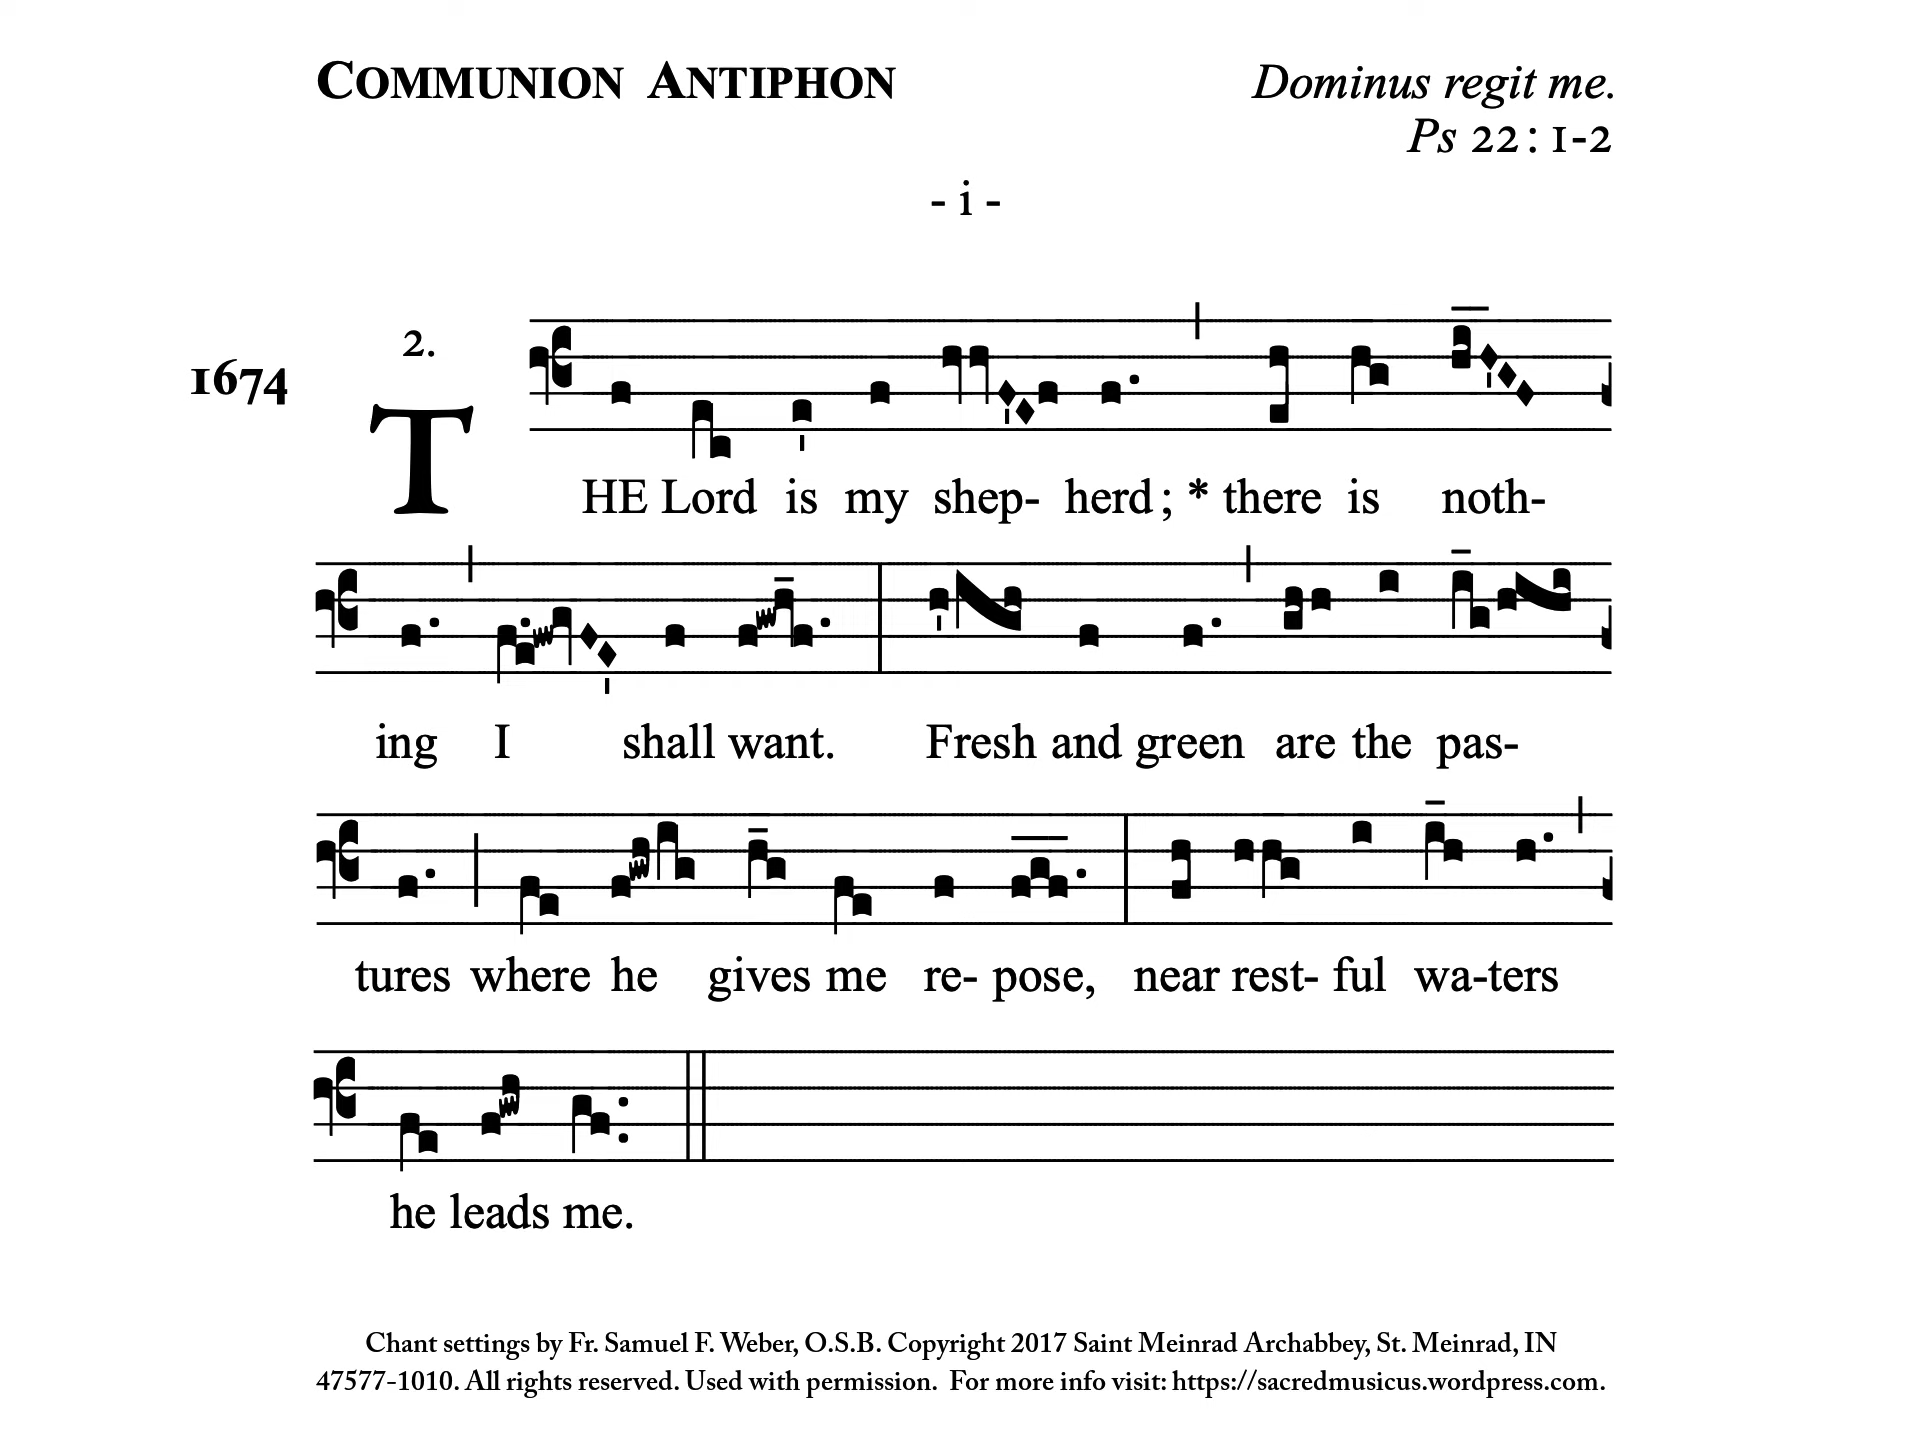 COMMUNION ANTIPHON
Dominus regit me.
Ps 22: 1-2
- i -
2.
1674
THE Lord is my shep- herd; * there is noth-
ing I shall want. Fresh and green are the pas-
tures where he gives me re- pose, near rest- ful wa-ters
he leads me.
Chant settings by Fr. Samuel F. Weber, O.S.B. Copyright 2017 Saint Meinrad Archabbey, St. Meinrad, IN
47577-1010. All rights reserved. Used with permission. For more info visit: https://sacredmusicus.wordpress.com.